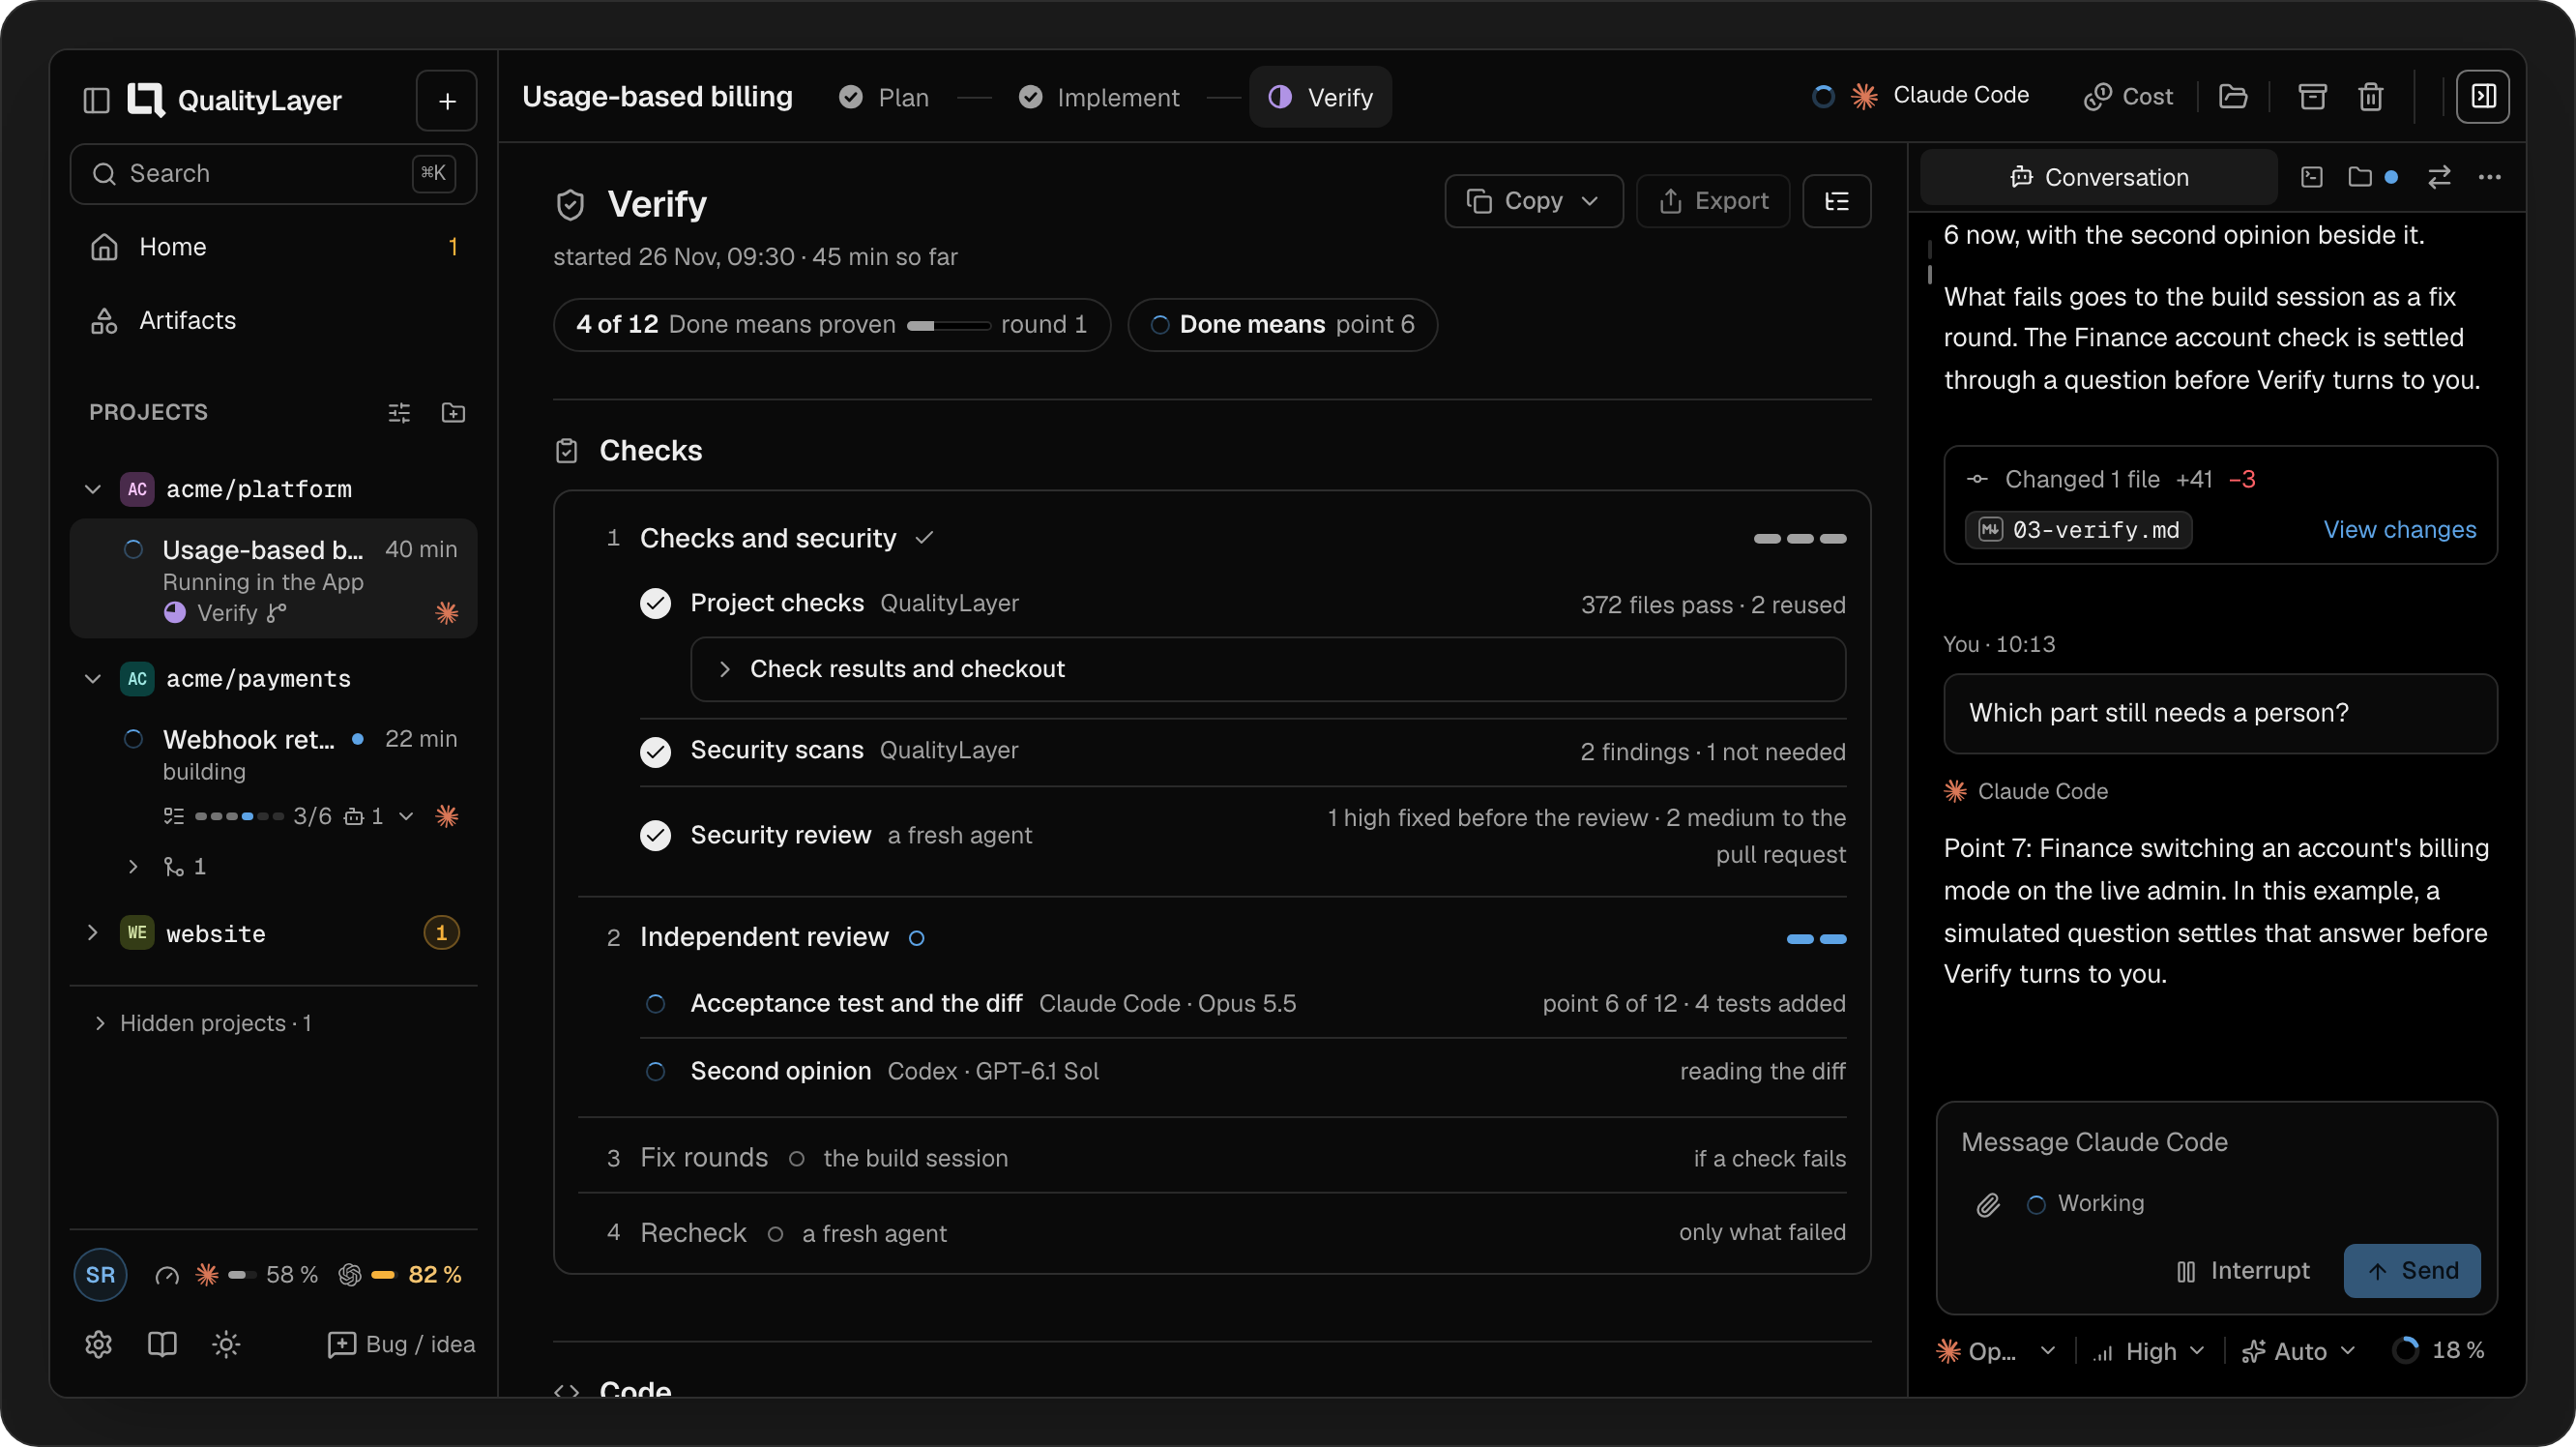 QualityLayer
Search
⌘K
Home 1
Artifacts
PROJECTS
AC acme/platform
Usage-based b... 40 min
Running in the App
Verify
AC acme/payments
Webhook ret... 22 min
building
3/6 1
1
WE website 1
Hidden projects · 1
SR 58 % 82 %
Bug / idea
Usage-based billing Plan Implement Verify
Claude Code Cost
Verify
Copy Export
started 26 Nov, 09:30 · 45 min so far
4 of 12 Done means proven round 1
Done means point 6
Checks
1 Checks and security
Project checks QualityLayer 372 files pass · 2 reused
Check results and checkout
Security scans QualityLayer 2 findings · 1 not needed
Security review a fresh agent 1 high fixed before the review · 2 medium to the
pull request
2 Independent review
Acceptance test and the diff Claude Code · Opus 5.5 point 6 of 12 · 4 tests added
Second opinion Codex · GPT-6.1 Sol reading the diff
3 Fix rounds the build session if a check fails
4 Recheck a fresh agent only what failed
Code
Conversation
6 now, with the second opinion beside it.
What fails goes to the build session as a fix
round. The Finance account check is settled
through a question before Verify turns to you.
Changed 1 file +41 −3
M↓ 03-verify.md View changes
You · 10:13
Which part still needs a person?
Claude Code
Point 7: Finance switching an account's billing
mode on the live admin. In this example, a
simulated question settles that answer before
Verify turns to you.
Message Claude Code
Working
Interrupt Send
Op... High Auto 18 %